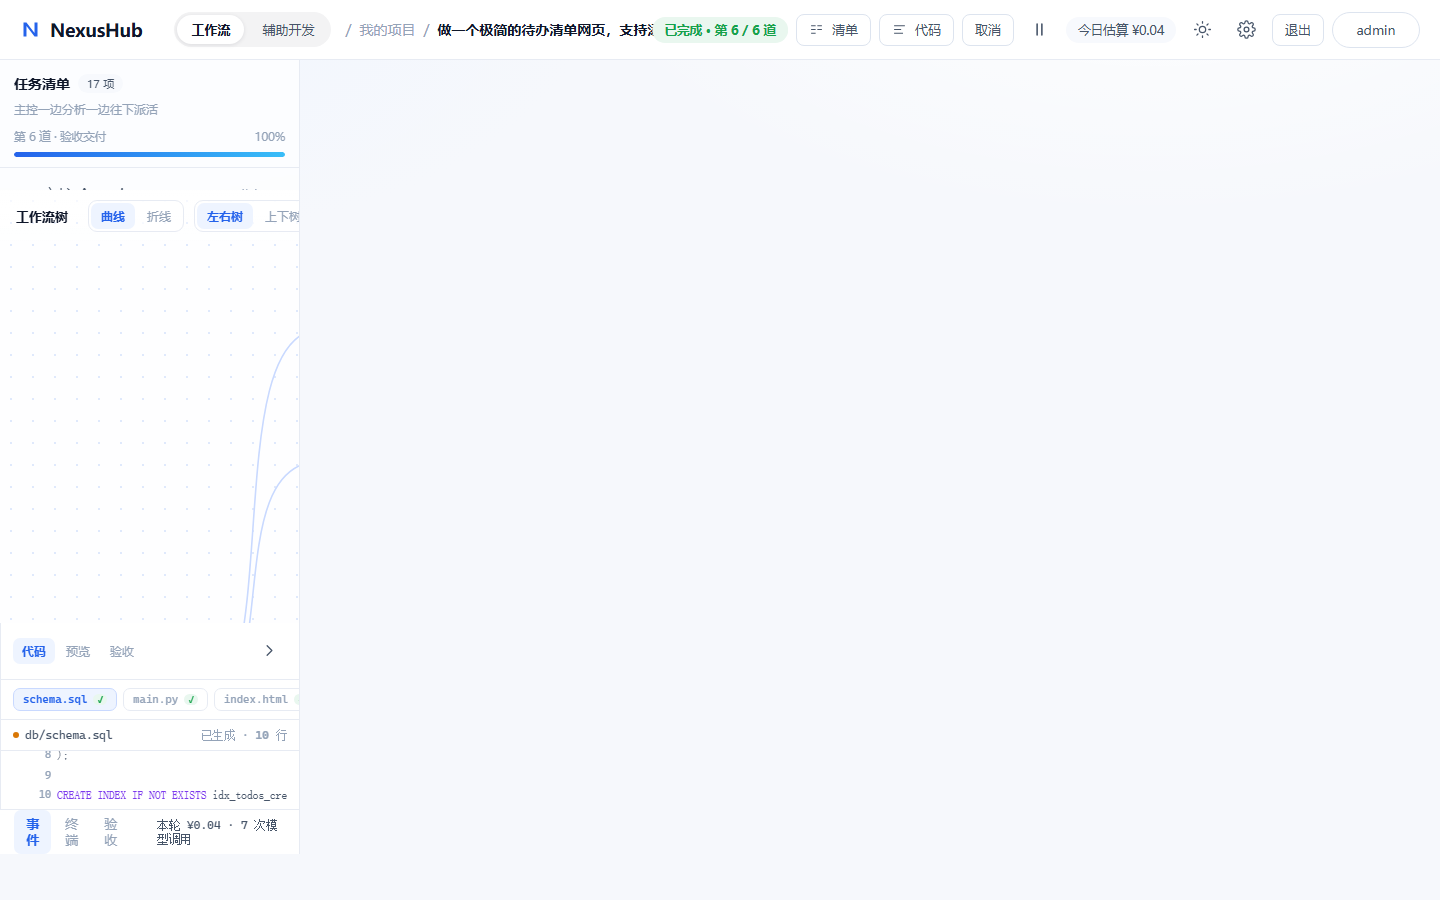 NexusHub
工作流 辅助开发
/ 我的项目 / 做一个极简的待办清单网页，支持
已完成 • 第 6 / 6 道
清单
代码
取消
今日估算 ¥0.04
退出
admin
任务清单 17 项
主控一边分析一边往下派活
第 6 道 · 验收交付 100%
工作流树 曲线 折线 左右树 上下树
代码 预览 验收
schema.sql ✓ main.py ✓ index.html
db/schema.sql 已生成 · 10 行
8 );
9
10 CREATE INDEX IF NOT EXISTS idx_todos_cre
事件 终端 验收
本轮 ¥0.04 · 7 次模
型调用